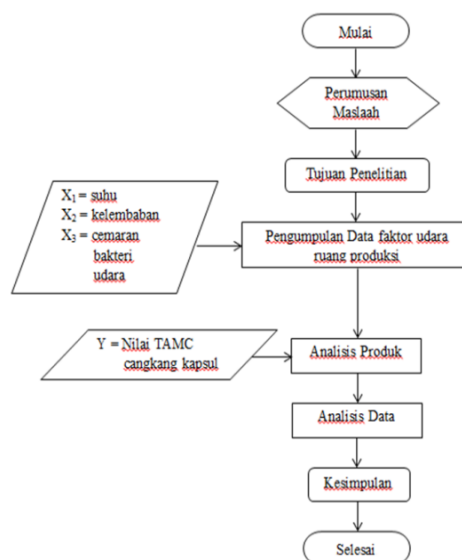 Mulai
Perumusan
Maslaah
Tujuan Penelitian
X₁ = suhu
X₂ = kelembaban
X₃ = cemaran
bakteri
udara
Pengumpulan Data faktor udara
ruang produksi
Y = Nilai TAMC
cangkang kapsul
Analisis Produk
Analisis Data
Kesimpulan
Selesai